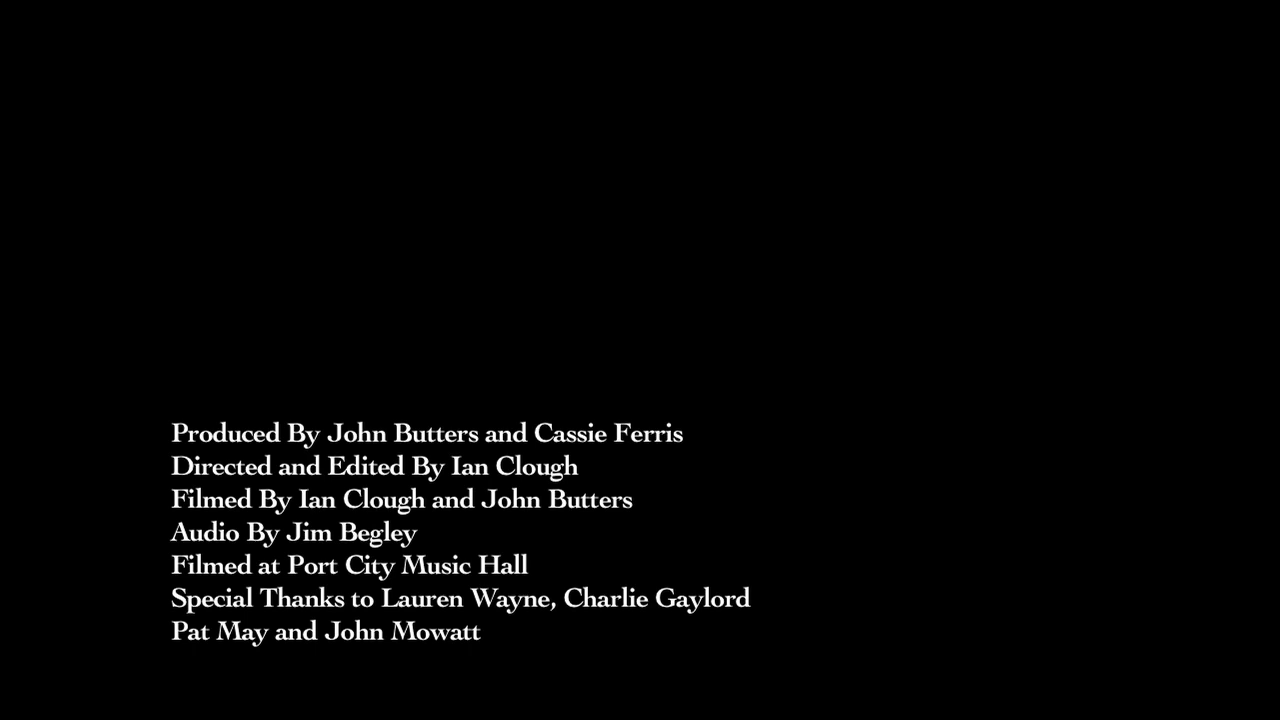 Produced By John Butters and Cassie Ferris
Directed and Edited By Ian Clough
Filmed By Ian Clough and John Butters
Audio By Jim Begley
Filmed at Port City Music Hall
Special Thanks to Lauren Wayne, Charlie Gaylord
Pat May and John Mowatt